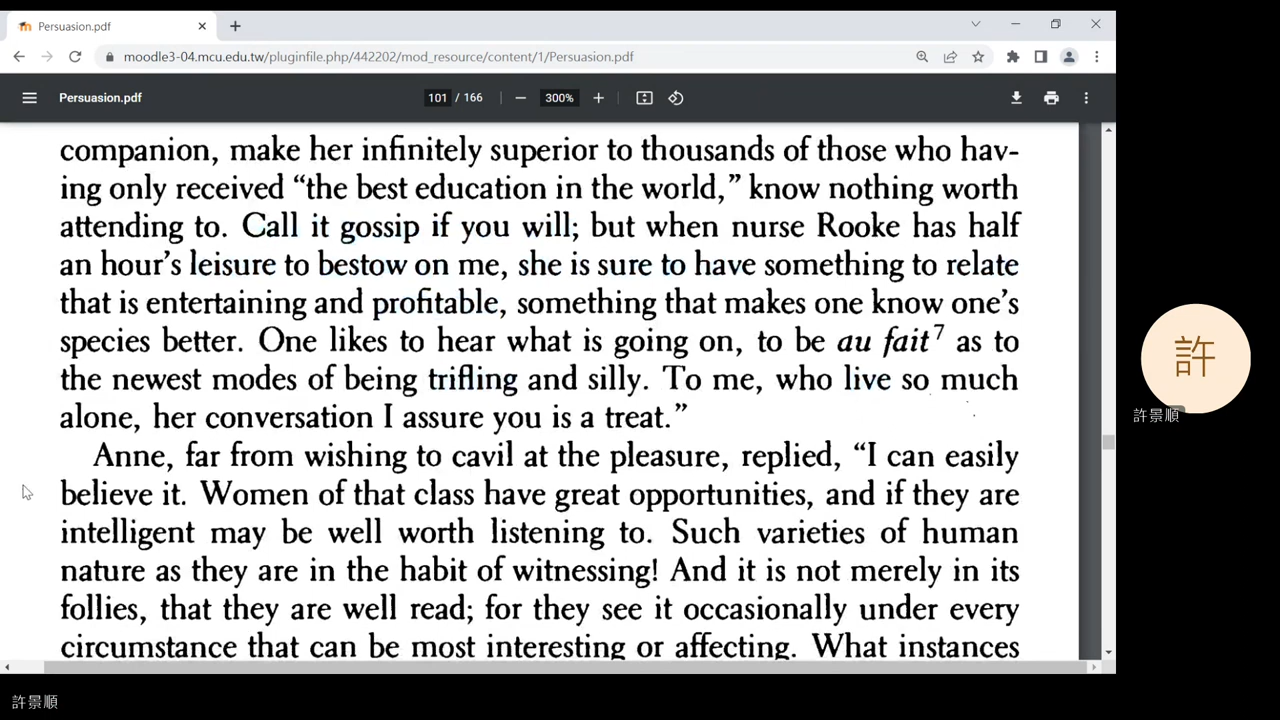 Persuasion.pdf
moodle3-04.mcu.edu.tw/pluginfile.php/442202/mod_resource/content/1/Persuasion.pdf
Persuasion.pdf
101 / 166
300%
companion, make her infinitely superior to thousands of those who hav-
ing only received “the best education in the world,” know nothing worth
attending to. Call it gossip if you will; but when nurse Rooke has half
an hour’s leisure to bestow on me, she is sure to have something to relate
that is entertaining and profitable, something that makes one know one’s
species better. One likes to hear what is going on, to be au fait7 as to
the newest modes of being trifling and silly. To me, who live so much
alone, her conversation I assure you is a treat.”
Anne, far from wishing to cavil at the pleasure, replied, “I can easily
believe it. Women of that class have great opportunities, and if they are
intelligent may be well worth listening to. Such varieties of human
nature as they are in the habit of witnessing! And it is not merely in its
follies, that they are well read; for they see it occasionally under every
circumstance that can be most interesting or affecting. What instances
許
許景順
許景順